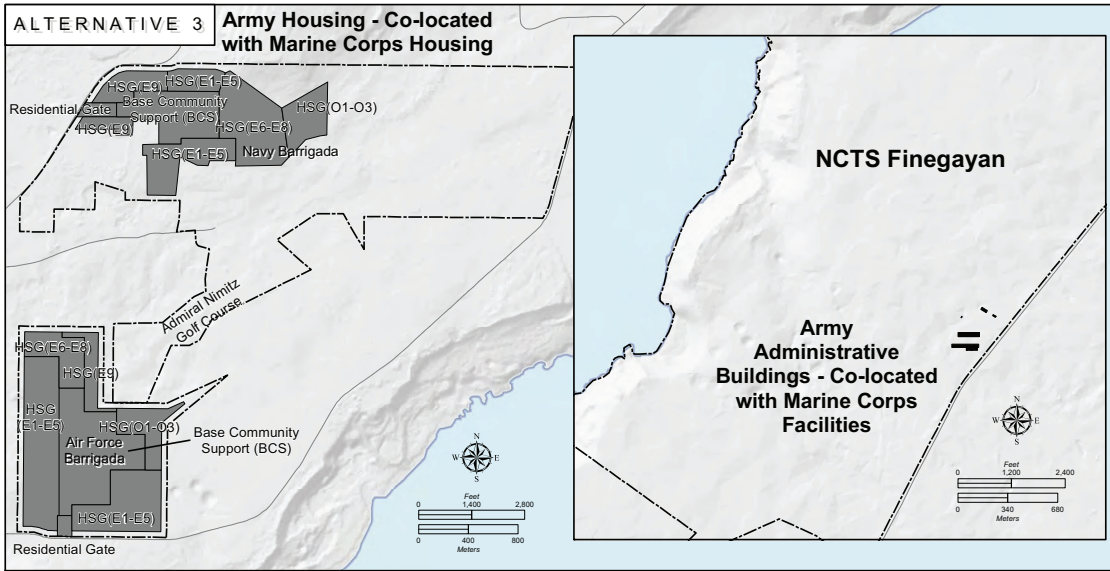 ALTERNATIVE 3
Army Housing - Co-located
with Marine Corps Housing
HSG(E9)
HSG(E1-E5)
Residential Gate
Base Community
Support (BCS)
HSG(O1-O3)
HSG(E9)
HSG(E6-E8)
HSG(E1-E5)
Navy Barrigada
Admiral Nimitz
Golf Course
HSG(E6-E8)
HSG(E9)
HSG
(E1-E5)
HSG(O1-O3)
Air Force
Barrigada
Base Community
Support (BCS)
HSG(E1-E5)
Residential Gate
N
W
E
S
Feet
0
1,400
2,800
0
400
800
Meters
NCTS Finegayan
Army
Administrative
Buildings - Co-located
with Marine Corps
Facilities
N
W
E
S
Feet
0
1,200
2,400
0
340
680
Meters